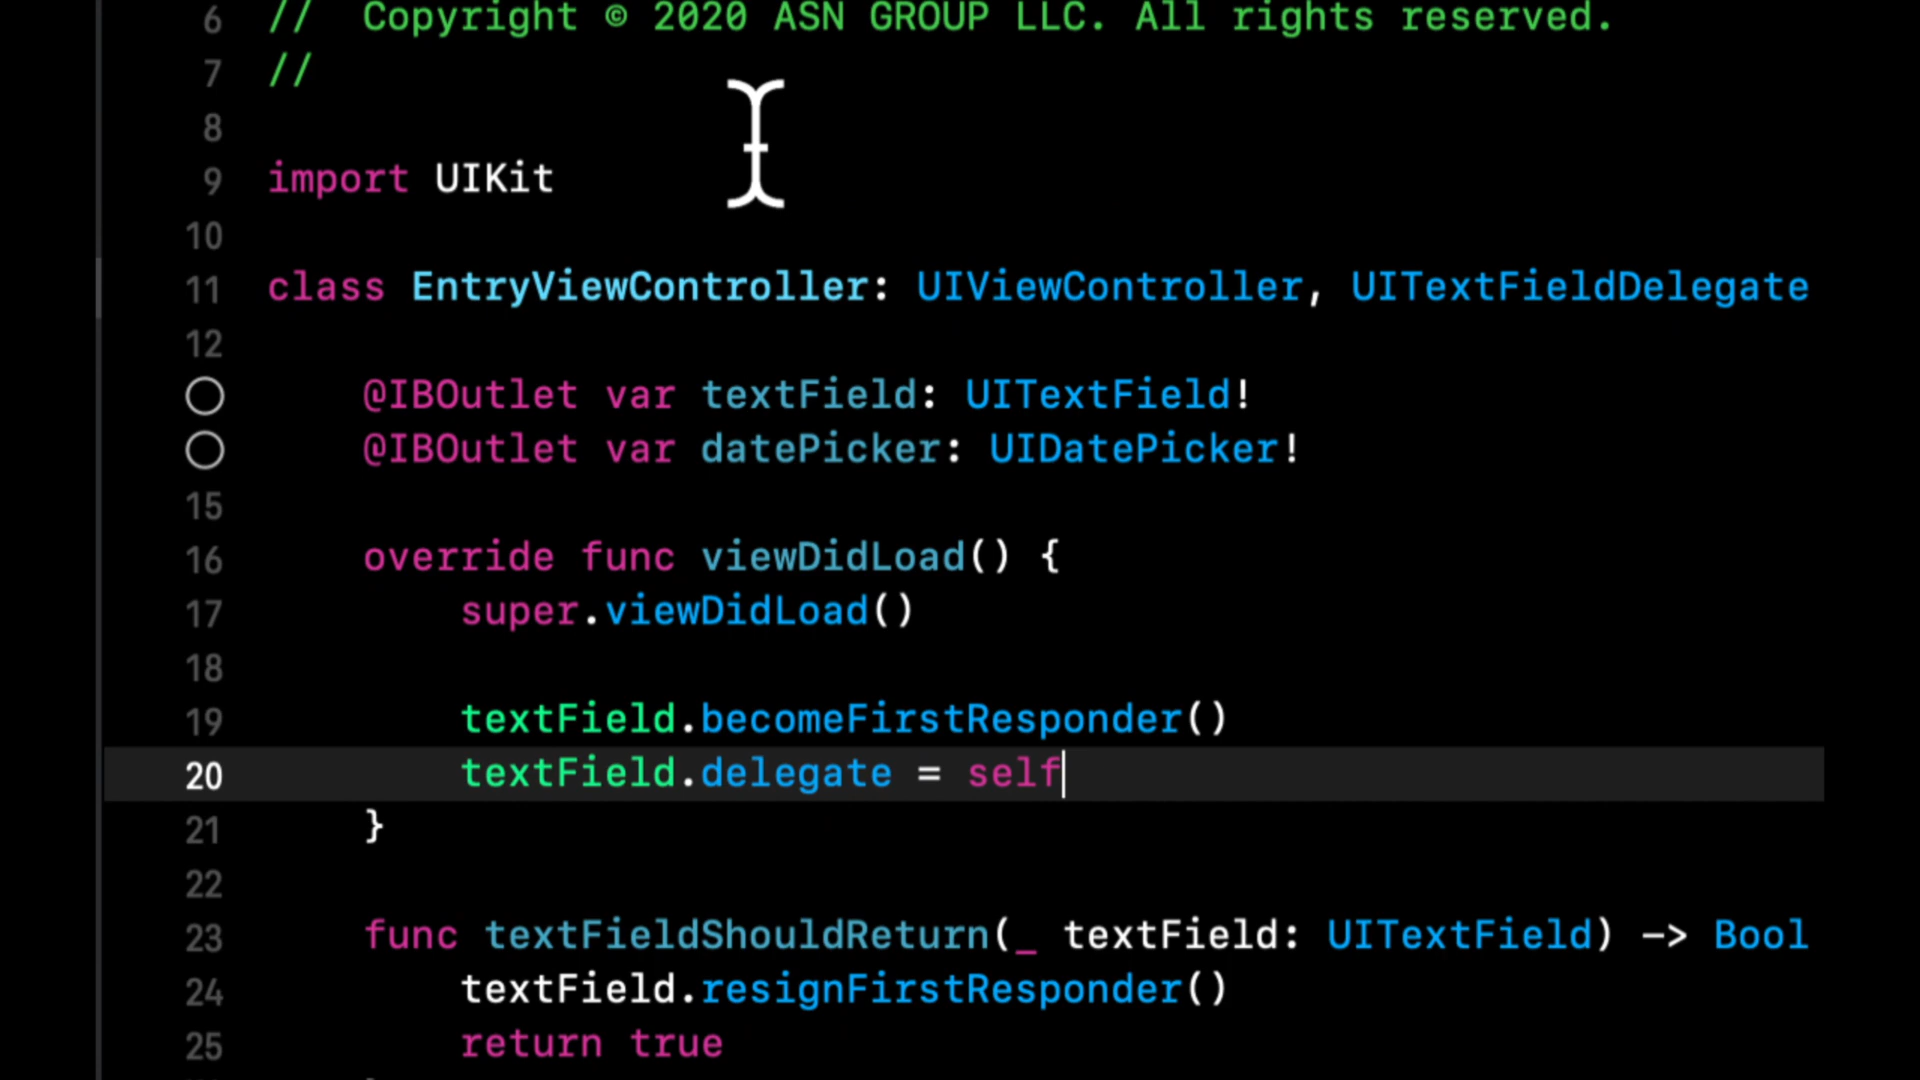 6 //  Copyright © 2020 ASN GROUP LLC. All rights reserved.
7 //
8
9 import UIKit
10
11 class EntryViewController: UIViewController, UITextFieldDelegate
12
@IBOutlet var textField: UITextField!
@IBOutlet var datePicker: UIDatePicker!
15
16 override func viewDidLoad() {
17 super.viewDidLoad()
18
19 textField.becomeFirstResponder()
20 textField.delegate = self
21 }
22
23 func textFieldShouldReturn(_ textField: UITextField) -> Bool
24 textField.resignFirstResponder()
25 return true